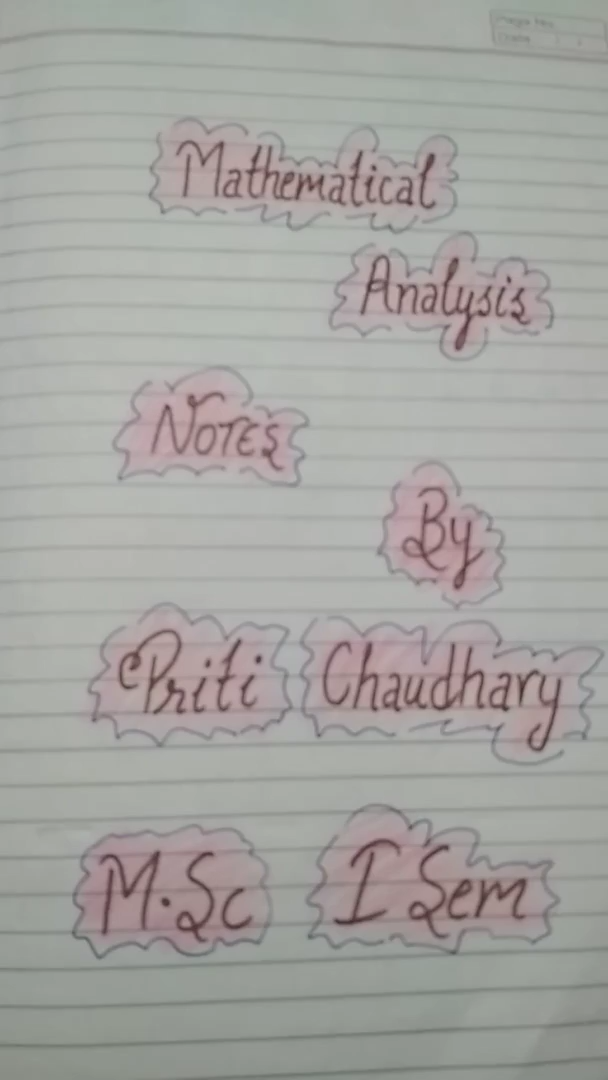 Mathematical
Analysis
NOTES
By
Priti Chaudhary
M.Sc I Sem